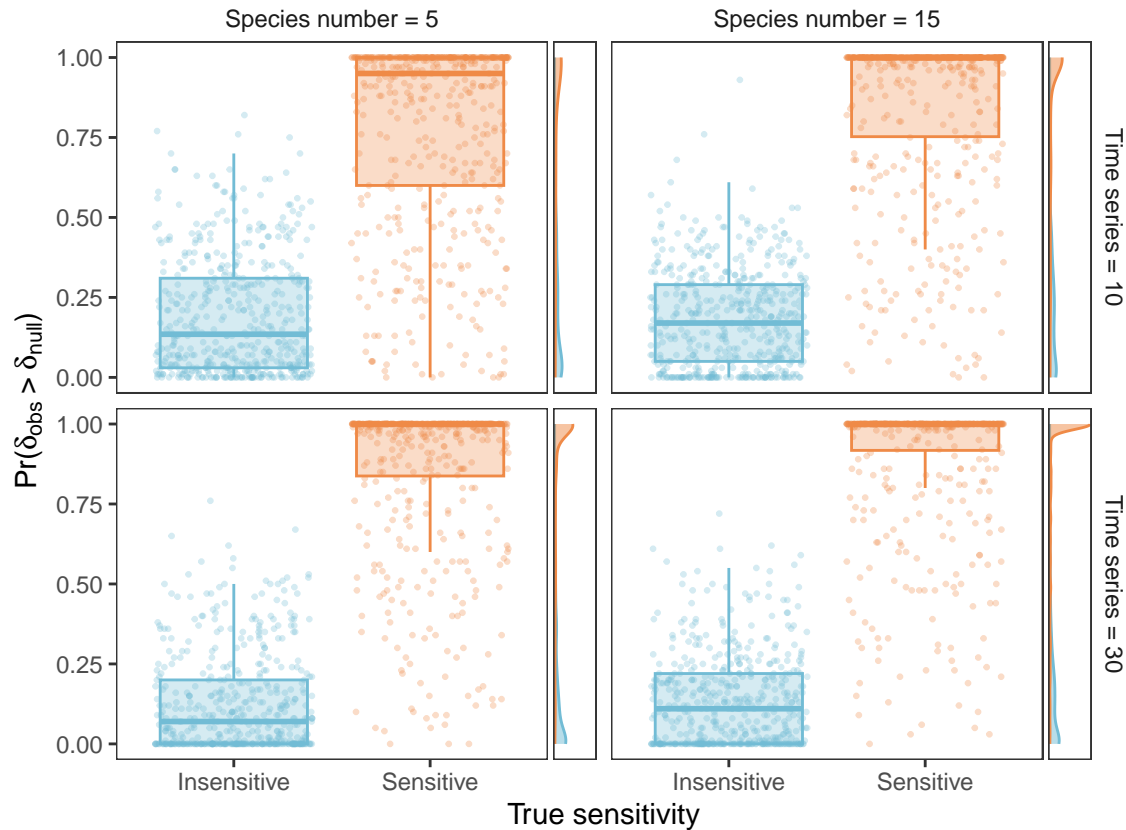 Species number = 5
Species number = 15
1.00
0.75
0.50
0.25
0.00
Time series = 10
1.00
0.75
0.50
0.25
0.00
Time series = 30
Pr(δobs > δnull)
Insensitive
Sensitive
Insensitive
Sensitive
True sensitivity